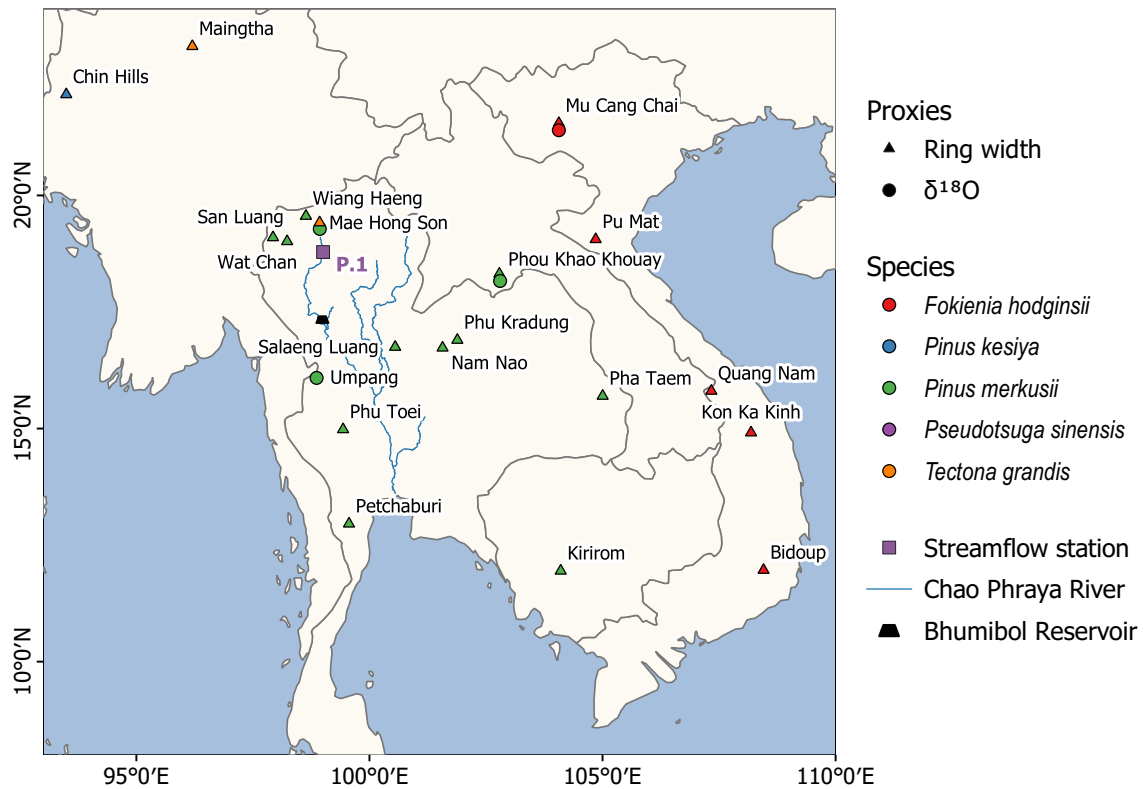 Maingtha
Chin Hills
Mu Cang Chai
Wiang Haeng
San Luang
Mae Hong Son
Pu Mat
Wat Chan
P.1
Phou Khao Khouay
Phu Kradung
Salaeng Luang
Nam Nao
Umpang
Pha Taem
Quang Nam
Phu Toei
Kon Ka Kinh
Petchaburi
Kirirom
Bidoup
20°0′N
15°0′N
10°0′N
95°0′E
100°0′E
105°0′E
110°0′E
Proxies
Ring width
δ¹⁸O
Species
Fokienia hodginsii
Pinus kesiya
Pinus merkusii
Pseudotsuga sinensis
Tectona grandis
Streamflow station
Chao Phraya River
Bhumibol Reservoir